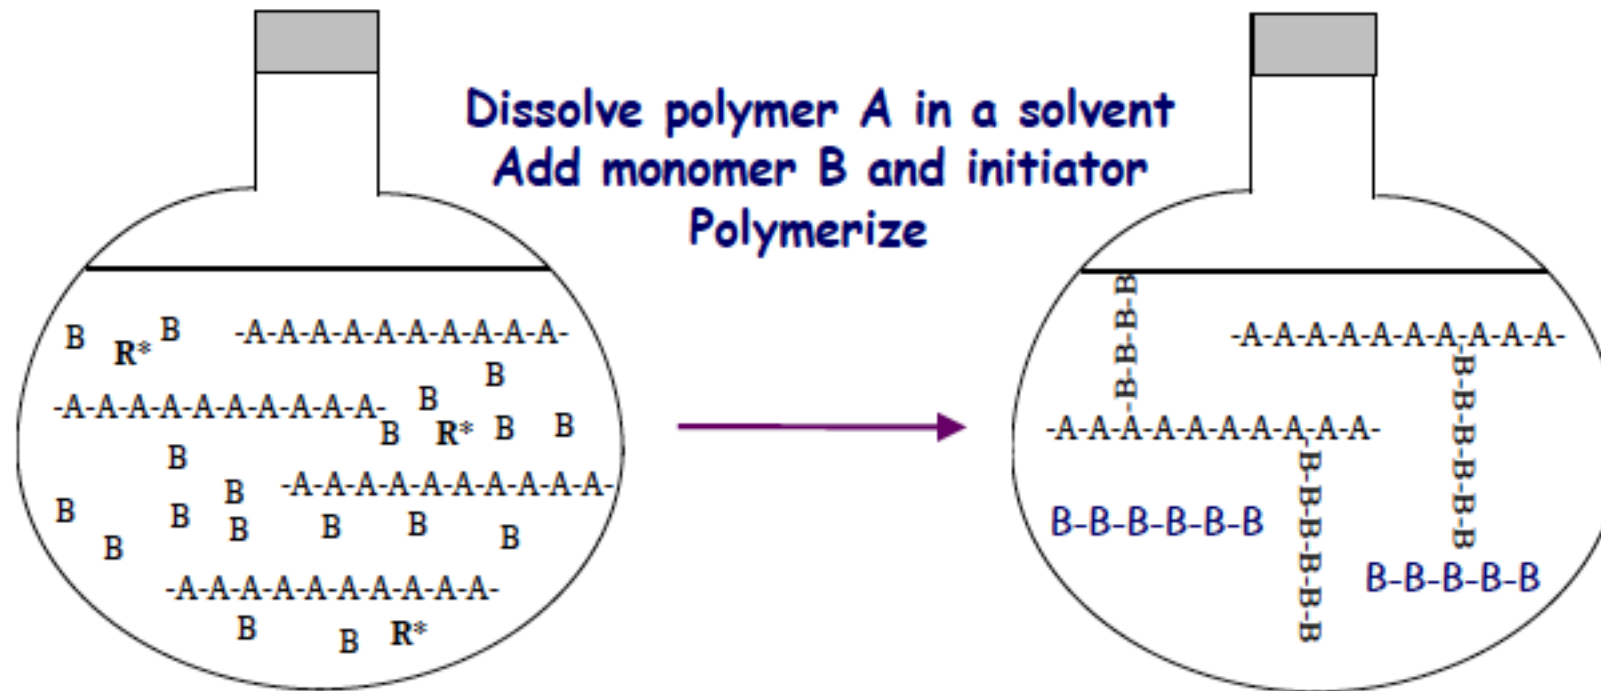 Dissolve polymer A in a solvent
Add monomer B and initiator
Polymerize
B
R*
B
-A-A-A-A-A-A-A-A-A-A-
B
-A-A-A-A-A-A-A-A-A-A-
B
B
R*
B
B
B
-A-A-A-A-A-A-A-A-A-A-
B
B
B
B
B
B
B
B
B
-A-A-A-A-A-A-A-A-A-A-
B
B
R*
-B-B-B-B
-A-A-A-A-A-A-A-A-A-A-
-B-B-B-B-B-B
-A-A-A-A-A-A-A-A-A-A-
-B-B-B-B-B-B
B-B-B-B-B-B
B-B-B-B-B